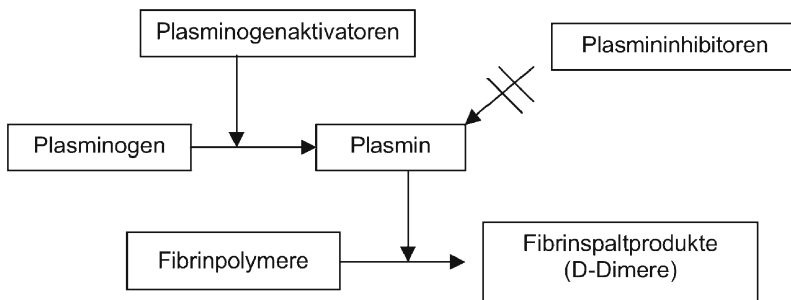 Plasminogenaktivatoren
Plasmininhibitoren
Plasminogen
Plasmin
Fibrinpolymere
Fibrinspaltprodukte
(D-Dimere)